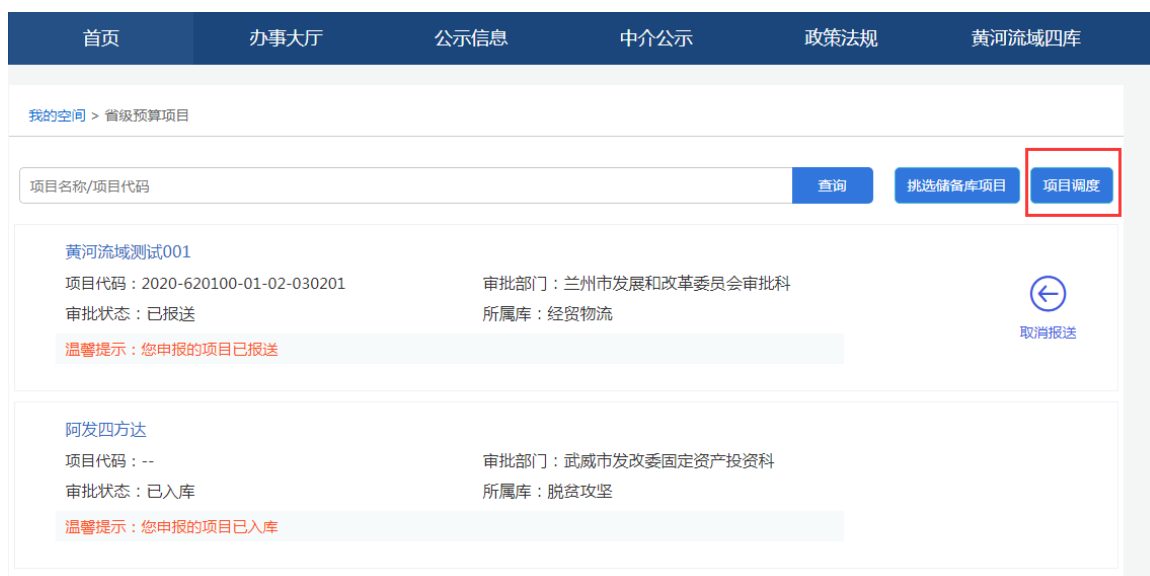 首页 办事大厅 公示信息 中介公示 政策法规 黄河流域四库
我的空间 > 省级预算项目
项目名称/项目代码 查询 挑选储备库项目 项目调度
黄河流域测试001
项目代码：2020-620100-01-02-030201 审批部门：兰州市发展和改革委员会审批科
审批状态：已报送 所属库：经贸物流
取消报送
温馨提示：您申报的项目已报送
阿发四方达
项目代码：-- 审批部门：武威市发改委固定资产投资科
审批状态：已入库 所属库：脱贫攻坚
温馨提示：您申报的项目已入库